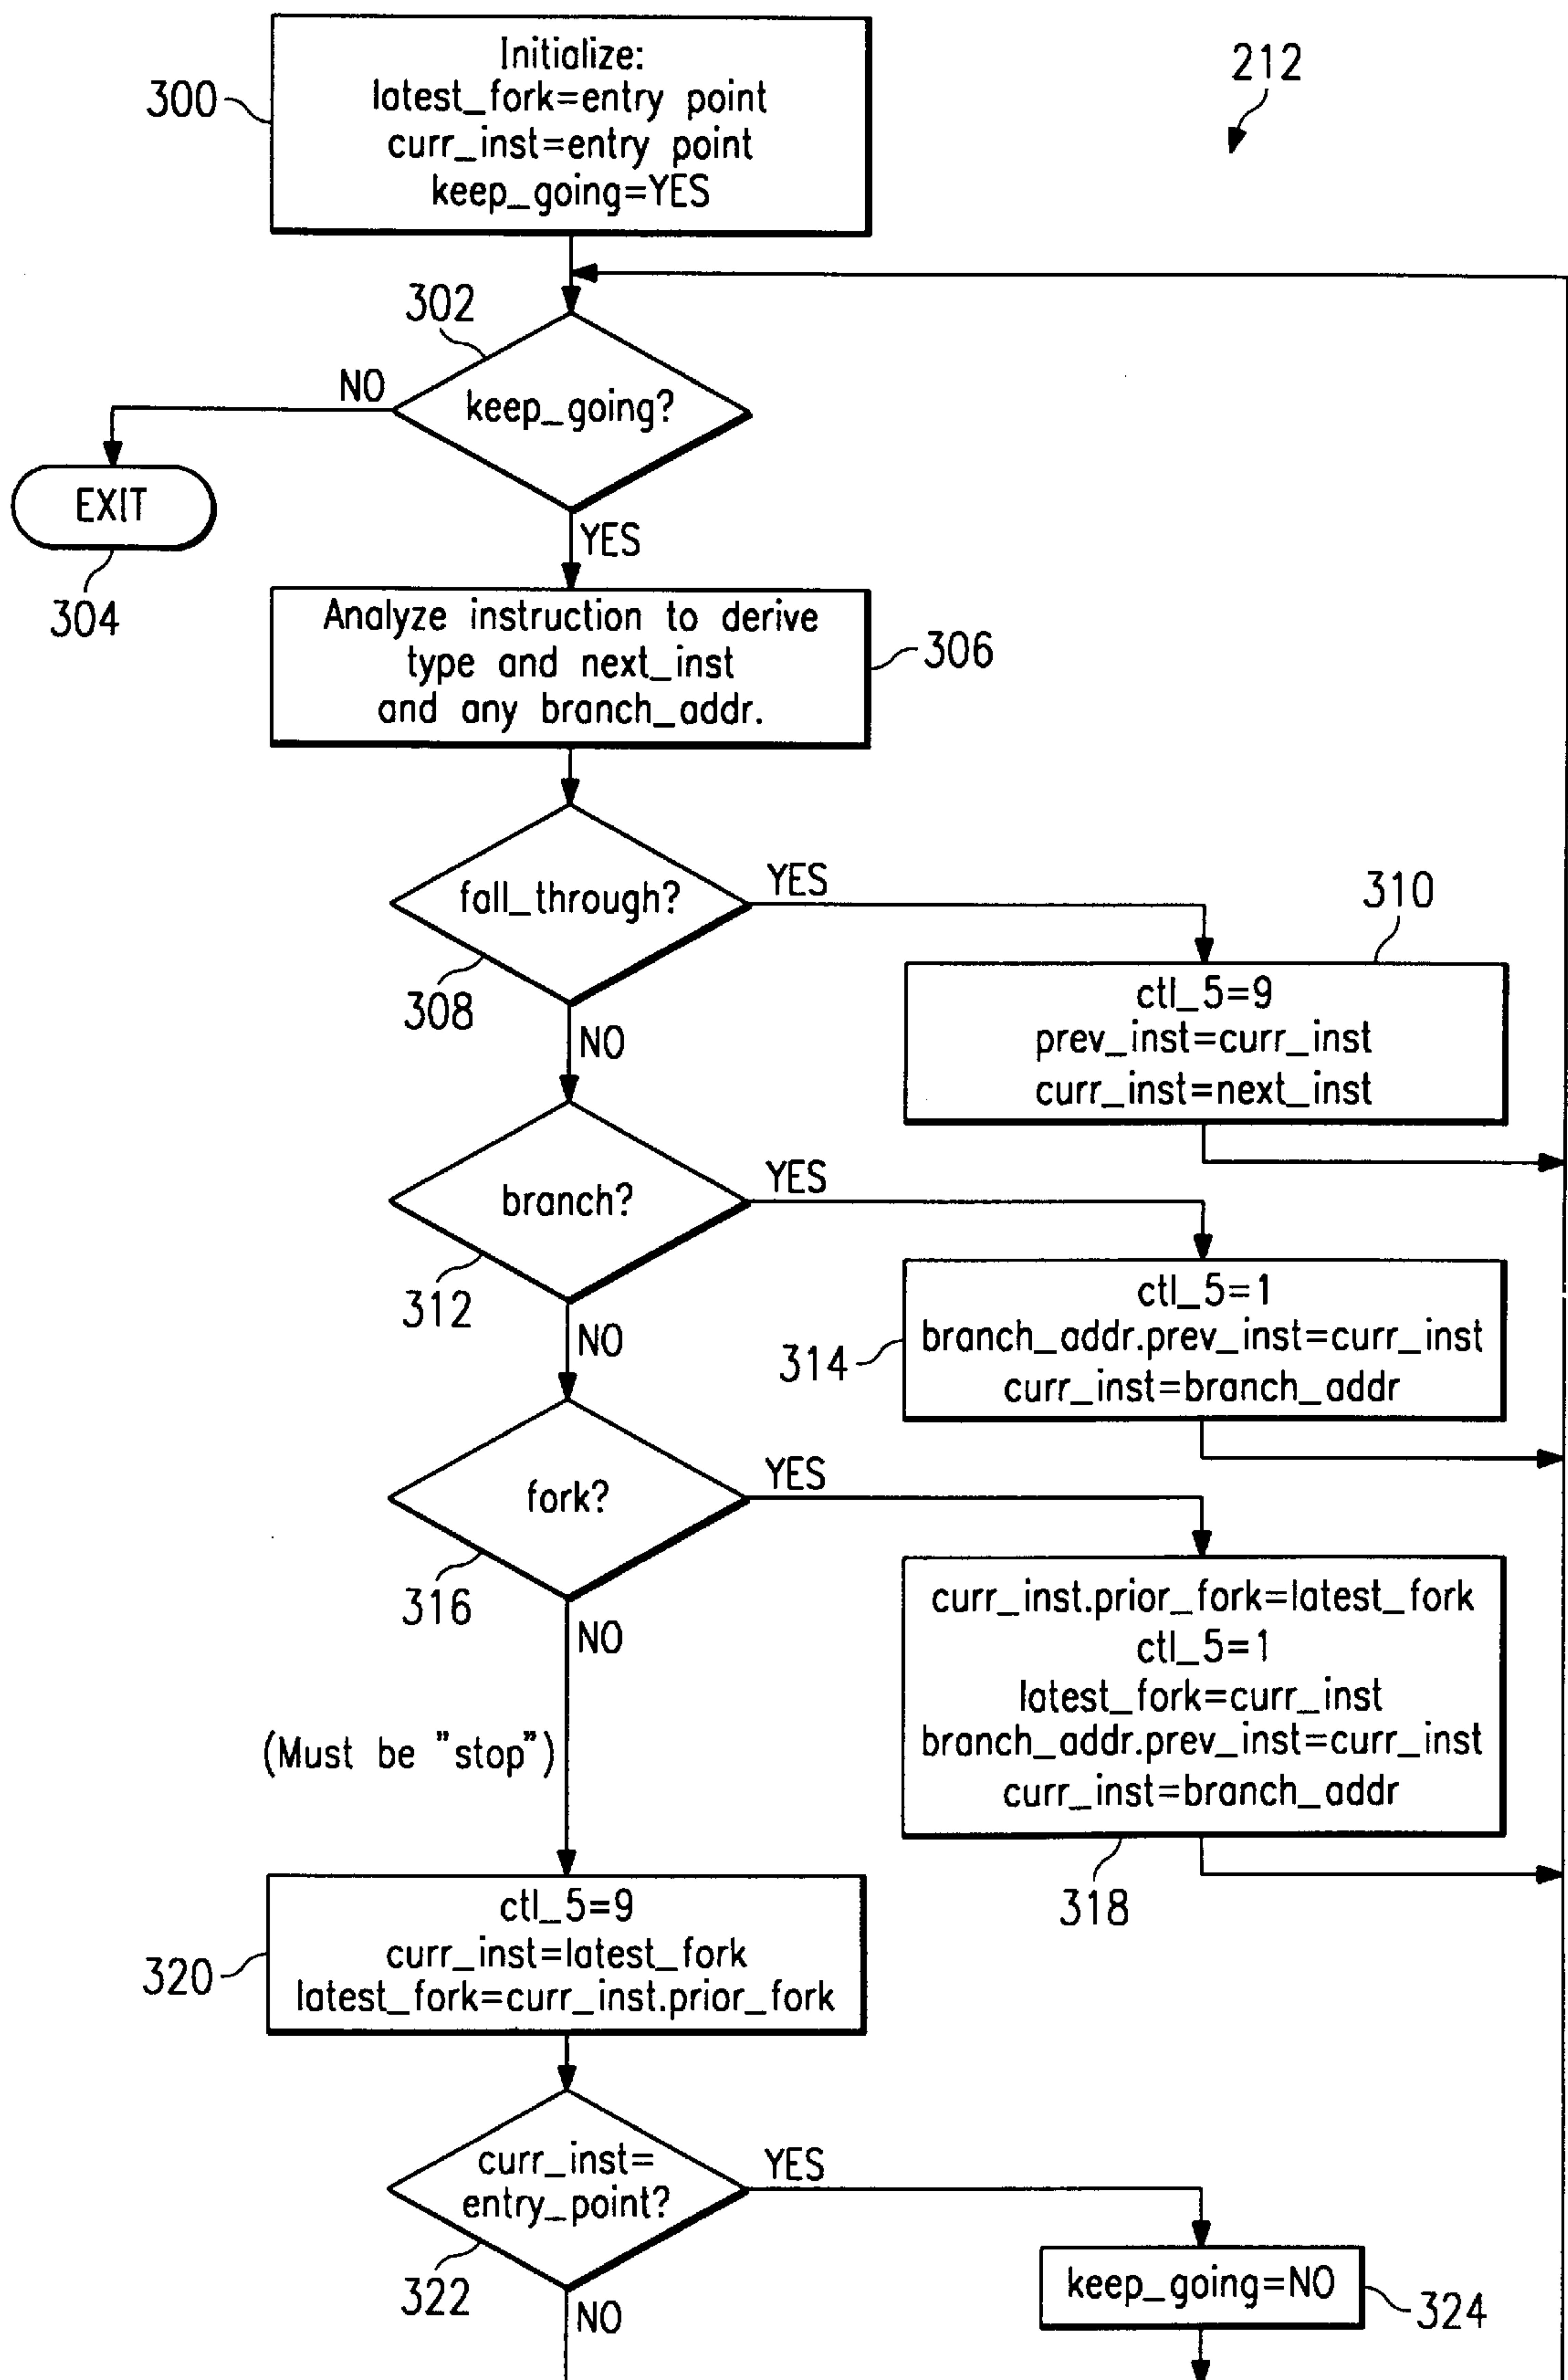 Initialize:
latest_fork=entry point
curr_inst=entry point
keep_going=YES
300
212
302
keep_going?
NO
EXIT
304
YES
Analyze instruction to derive
type and next_inst
and any branch_addr.
306
fall_through?
YES
308
NO
310
ctl_5=9
prev_inst=curr_inst
curr_inst=next_inst
branch?
YES
312
NO
ctl_5=1
branch_addr.prev_inst=curr_inst
curr_inst=branch_addr
314
fork?
YES
316
NO
curr_inst.prior_fork=latest_fork
ctl_5=1
latest_fork=curr_inst
branch_addr.prev_inst=curr_inst
curr_inst=branch_addr
318
(Must be "stop")
ctl_5=9
curr_inst=latest_fork
latest_fork=curr_inst.prior_fork
320
curr_inst=
entry_point?
YES
322
NO
keep_going=NO
324